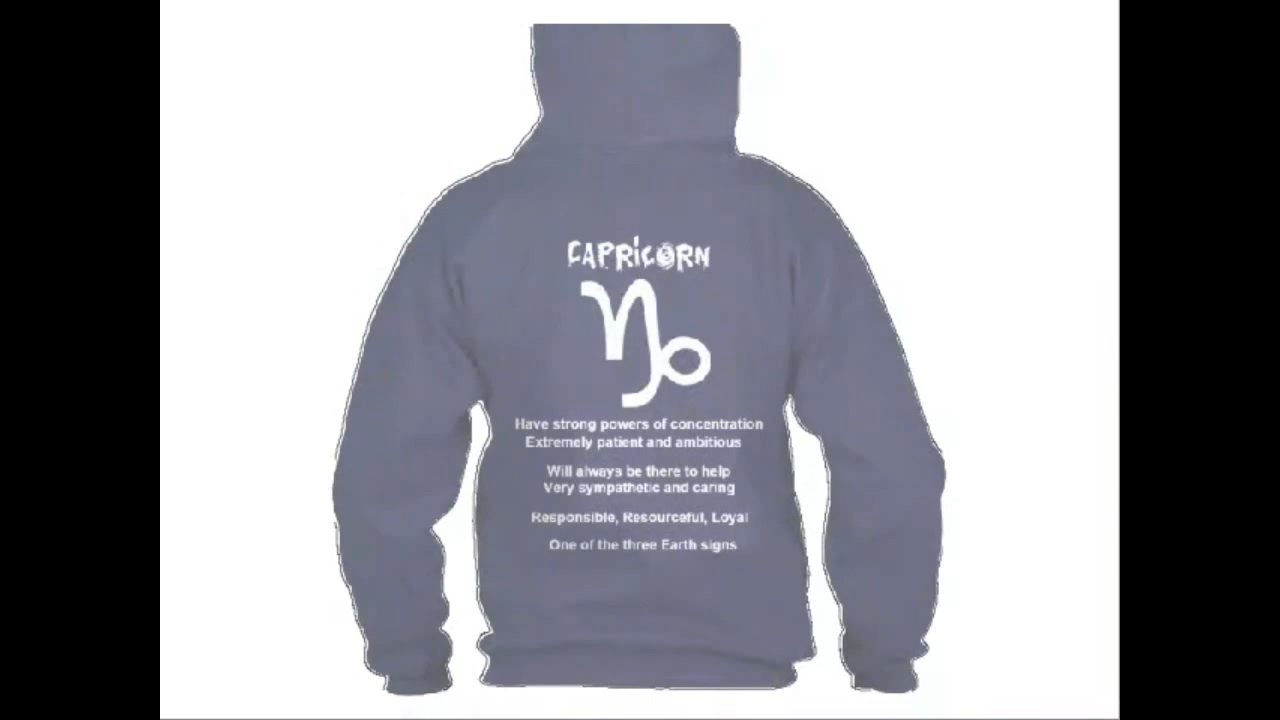 CAPRICORN
Have strong powers of concentration
Extremely patient and ambitious
Will always be there to help
Very sympathetic and caring
Responsible, Resourceful, Loyal
One of the three Earth signs